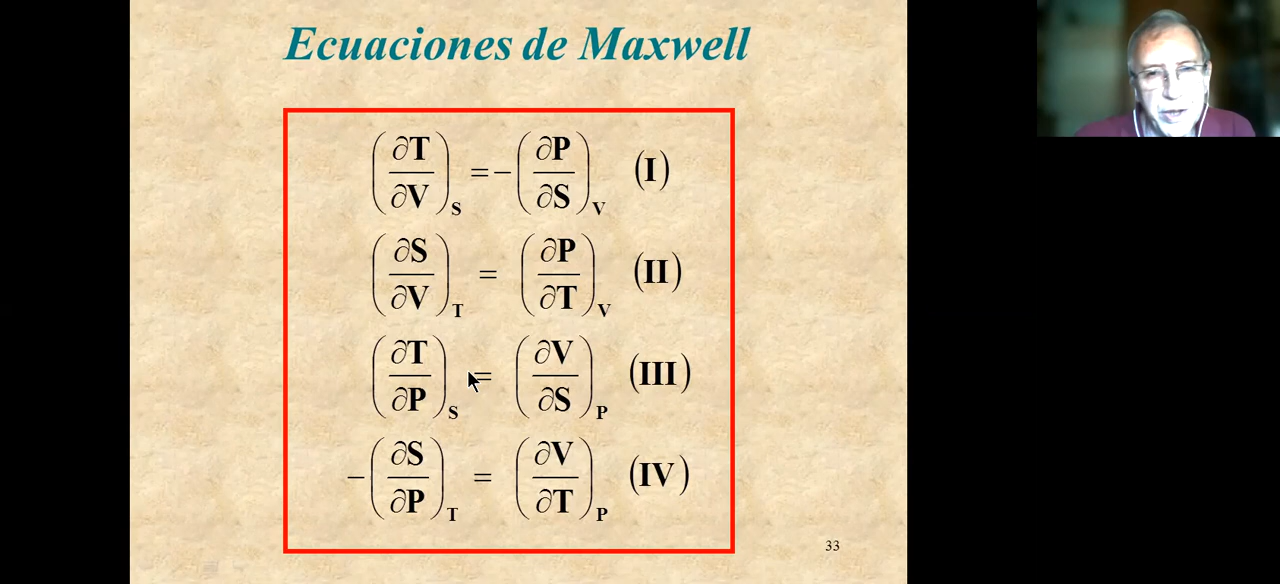 Ecuaciones de Maxwell
(∂T/∂V)_S = −(∂P/∂S)_V (I)
(∂S/∂V)_T = (∂P/∂T)_V (II)
(∂T/∂P)_S = (∂V/∂S)_P (III)
−(∂S/∂P)_T = (∂V/∂T)_P (IV)
33